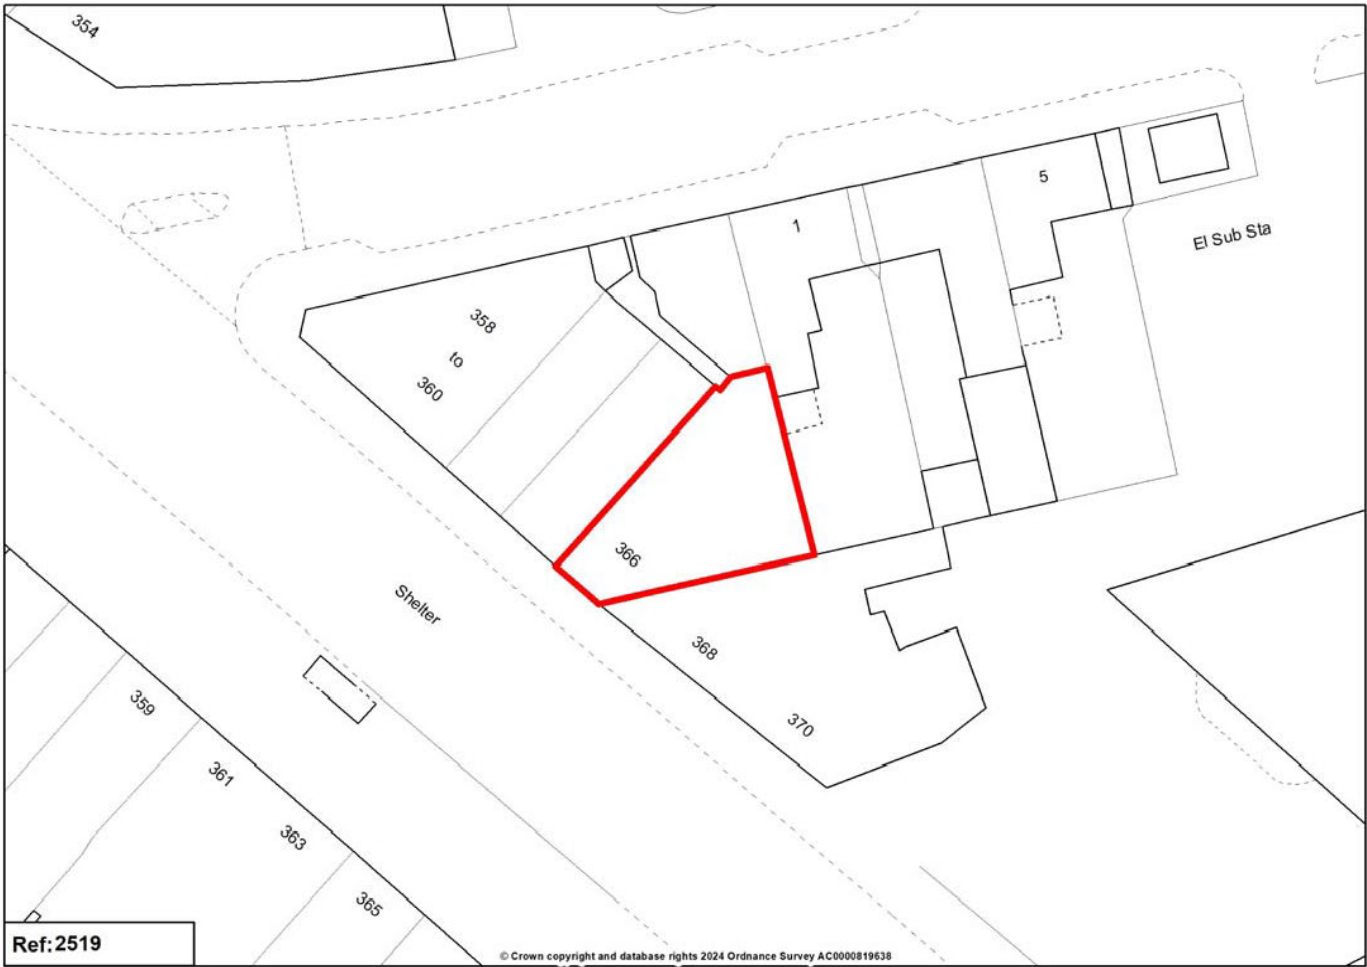 354
5
1
El Sub Sta
358
to
360
366
Shelter
368
359
370
361
363
365
Ref:2519
© Crown copyright and database rights 2024 Ordnance Survey AC0000819638